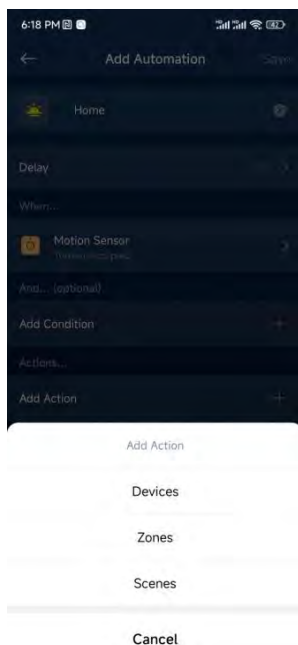 6:18 PM
Add Automation
Save
Home
Delay
When...
Motion Sensor
And... (optional)
Add Condition
Actions...
Add Action
Add Action
Devices
Zones
Scenes
Cancel